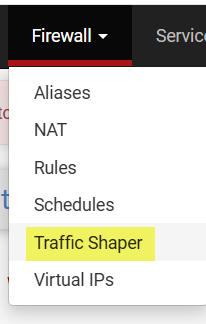 Firewall Servic
Aliases
NAT
Rules
Schedules
Traffic Shaper
Virtual IPs